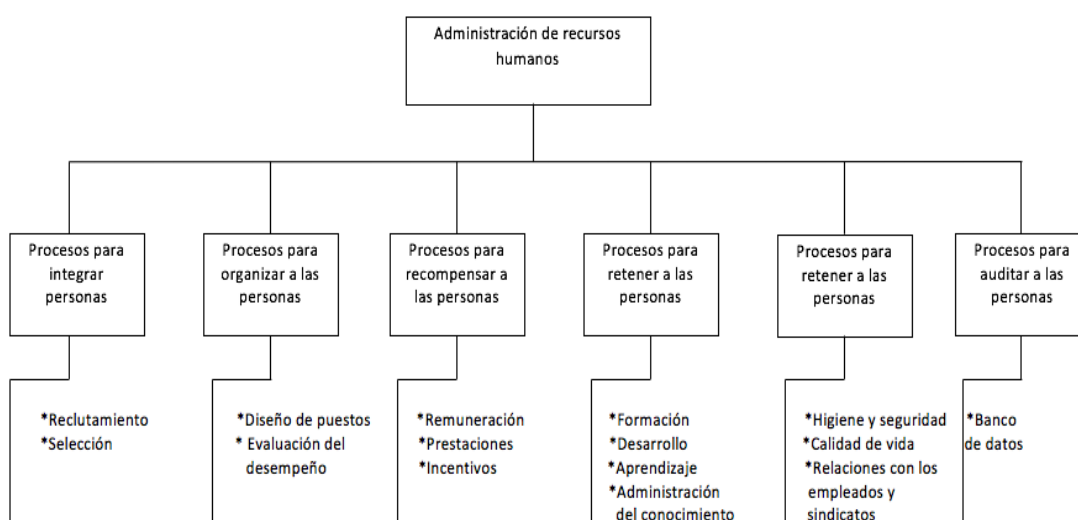 Administración de recursos
humanos
Procesos para
integrar
personas
Procesos para
organizar a las
personas
Procesos para
recompensar a
las personas
Procesos para
retener a las
personas
Procesos para
retener a las
personas
Procesos para
auditar a las
personas
*Reclutamiento
*Selección
*Diseño de puestos
* Evaluación del
desempeño
*Remuneración
*Prestaciones
*Incentivos
*Formación
*Desarrollo
*Aprendizaje
*Administración
del conocimiento
*Higiene y seguridad
*Calidad de vida
*Relaciones con los
empleados y
sindicatos
*Banco
de datos